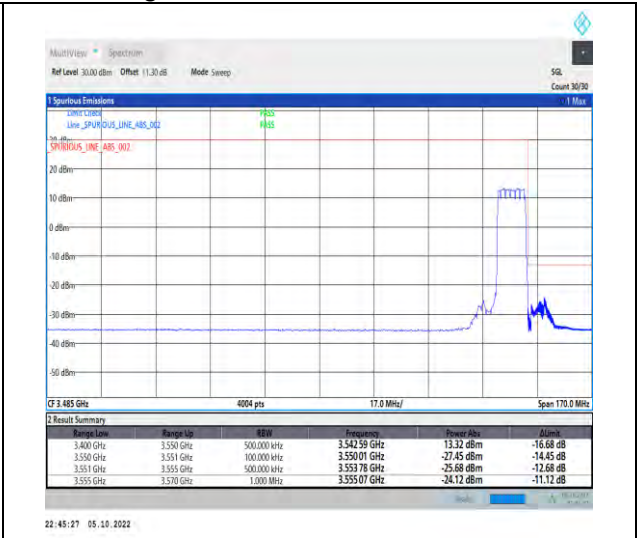 MultiView Spectrum
Ref Level 30.00 dBm Offset 11.30 dB Mode Sweep SGL
Count 30/30
1 Spurious Emissions 1 Max
Limit Check PASS
Line _SPURIOUS_LINE_ABS_002 PASS
_SPURIOUS_LINE_ABS_002
20 dBm
10 dBm
0 dBm
-10 dBm
-20 dBm
-30 dBm
-40 dBm
-50 dBm
CF 3.485 GHz 4004 pts 17.0 MHz/ Span 170.0 MHz
2 Result Summary
Range Low Range Up RBW Frequency Power Abs ΔLimit
3.400 GHz 3.550 GHz 500.000 kHz 3.542 59 GHz 13.32 dBm -16.68 dB
3.550 GHz 3.551 GHz 100.000 kHz 3.550 01 GHz -27.45 dBm -14.45 dB
3.551 GHz 3.555 GHz 500.000 kHz 3.553 78 GHz -25.68 dBm -12.68 dB
3.555 GHz 3.570 GHz 1.000 MHz 3.555 07 GHz -24.12 dBm -11.12 dB
22:45:27 05.10.2022